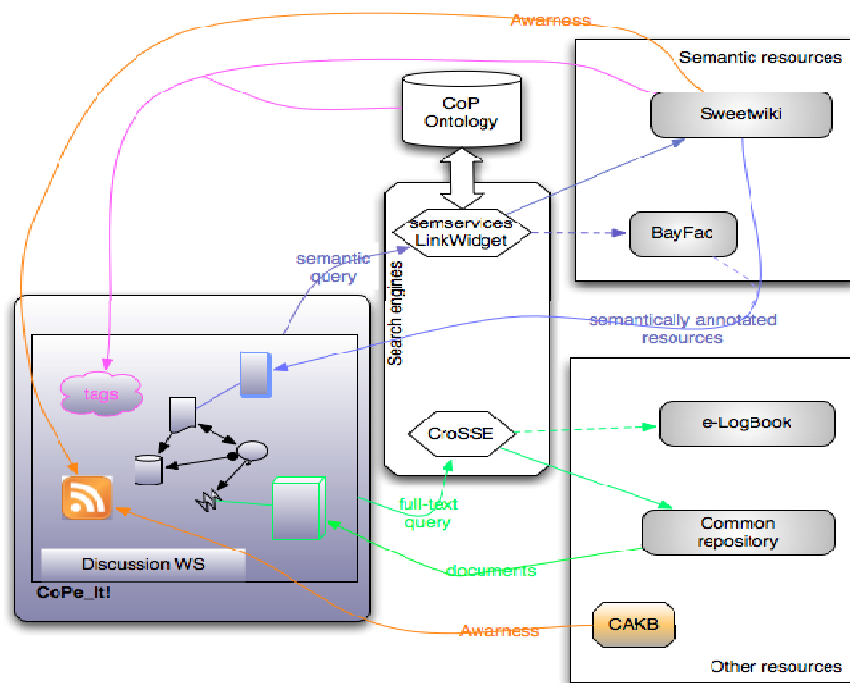 Awarness
Semantic resources
CoP
Ontology
Sweetwiki
semservices
LinkWidget
BayFac
semantic
query
Search engines
semantically annotated
resources
tags
e-LogBook
CroSSE
full-text
query
Common
repository
Discussion WS
documents
CoPe_It!
Awarness
CAKB
Other resources